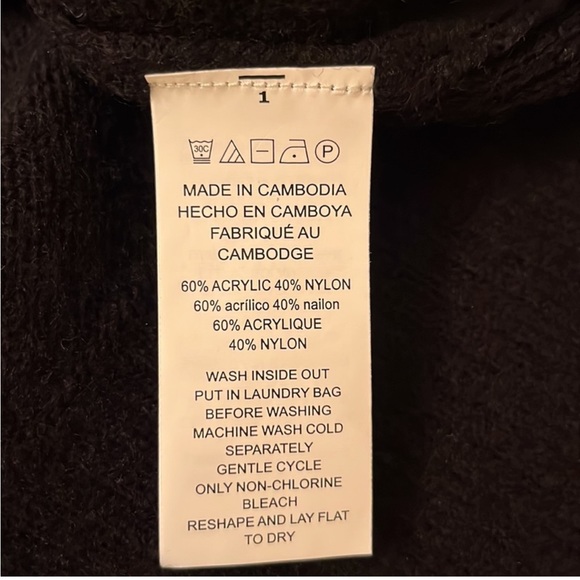 1
30C P
MADE IN CAMBODIA
HECHO EN CAMBOYA
FABRIQUÉ AU
CAMBODGE
60% ACRYLIC 40% NYLON
60% acrílico 40% nailon
60% ACRYLIQUE
40% NYLON
WASH INSIDE OUT
PUT IN LAUNDRY BAG
BEFORE WASHING
MACHINE WASH COLD
SEPARATELY
GENTLE CYCLE
ONLY NON-CHLORINE
BLEACH
RESHAPE AND LAY FLAT
TO DRY